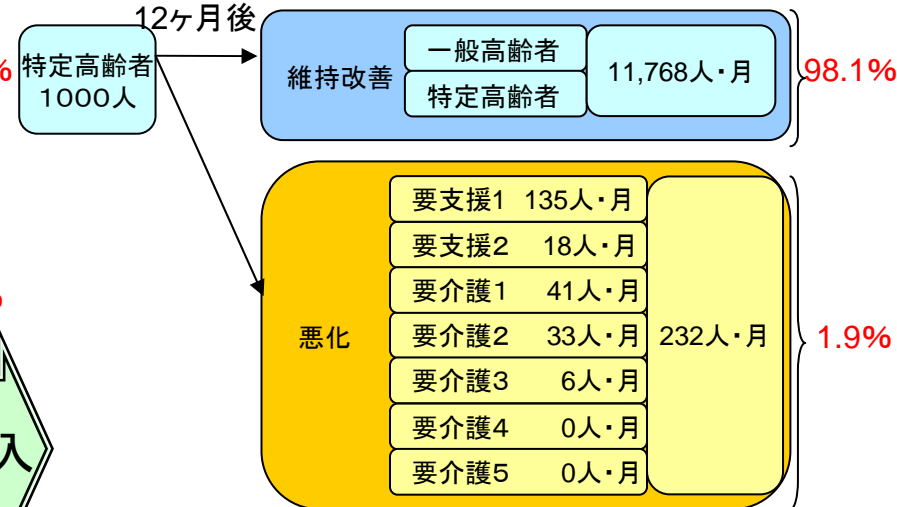 12ヶ月後
%
特定高齢者
1000人
維持改善
一般高齢者
特定高齢者
11,768人・月
98.1%
悪化
要支援1 135人・月
要支援2 18人・月
要介護1 41人・月
要介護2 33人・月
要介護3 6人・月
要介護4 0人・月
要介護5 0人・月
232人・月
1.9%
入